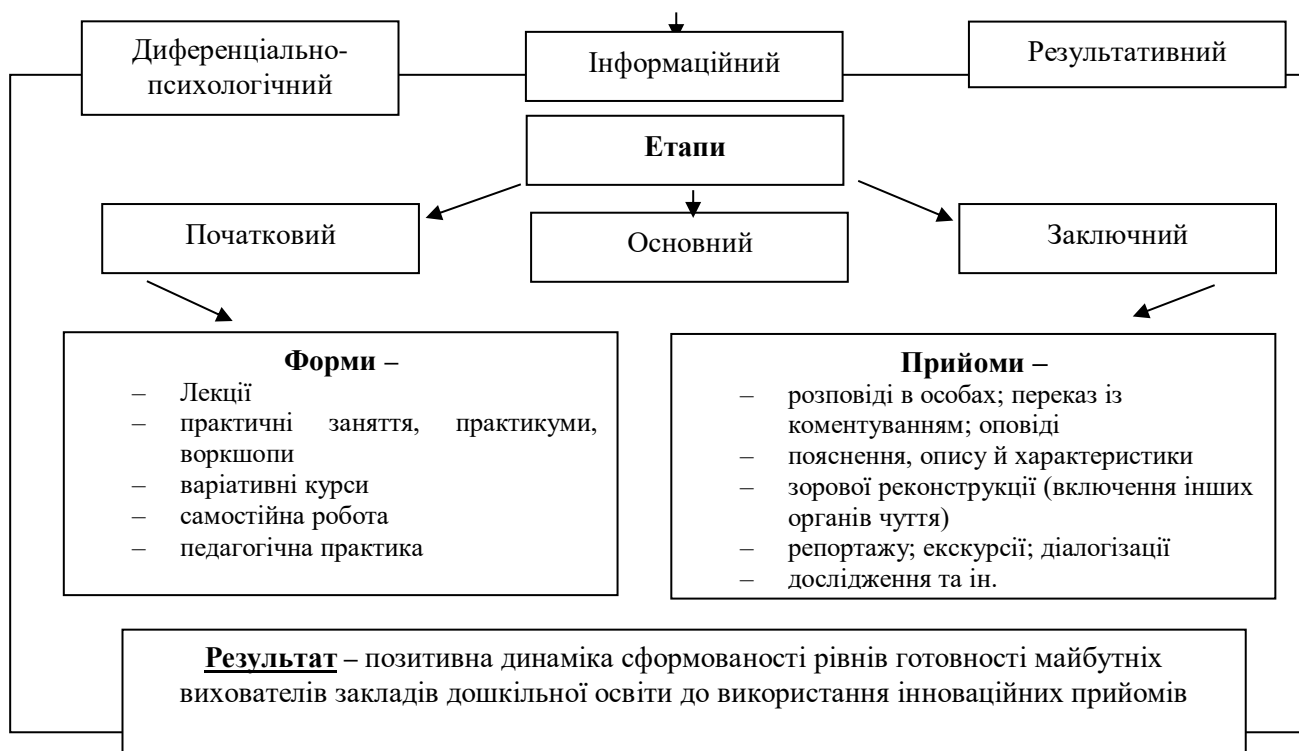 Диференціально-
психологічний
Інформаційний
Результативний
Етапи
Початковий
Основний
Заключний
Форми –
– Лекції
– практичні заняття, практикуми,
воркшопи
– варіативні курси
– самостійна робота
– педагогічна практика
Прийоми –
– розповіді в особах; переказ із
коментуванням; оповіді
– пояснення, опису й характеристики
– зорової реконструкції (включення інших
органів чуття)
– репортажу; екскурсії; діалогізації
– дослідження та ін.
Результат – позитивна динаміка сформованості рівнів готовності майбутніх
вихователів закладів дошкільної освіти до використання інноваційних прийомів